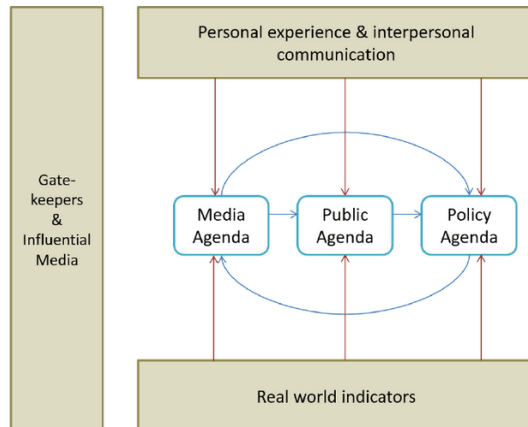 Personal experience & interpersonal
communication
Gate-
keepers
&
Influential
Media
Media
Agenda
Public
Agenda
Policy
Agenda
Real world indicators